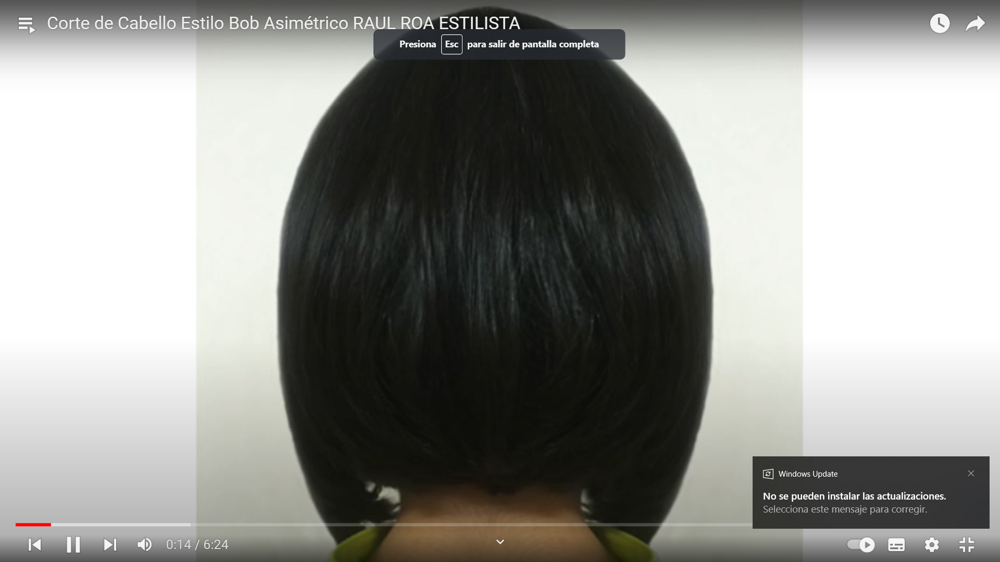 Corte de Cabello Estilo Bob Asimétrico RAUL ROA ESTILISTA
Presiona Esc para salir de pantalla completa
Windows Update
No se pueden instalar las actualizaciones.
Selecciona este mensaje para corregir.
0:14 / 6:24